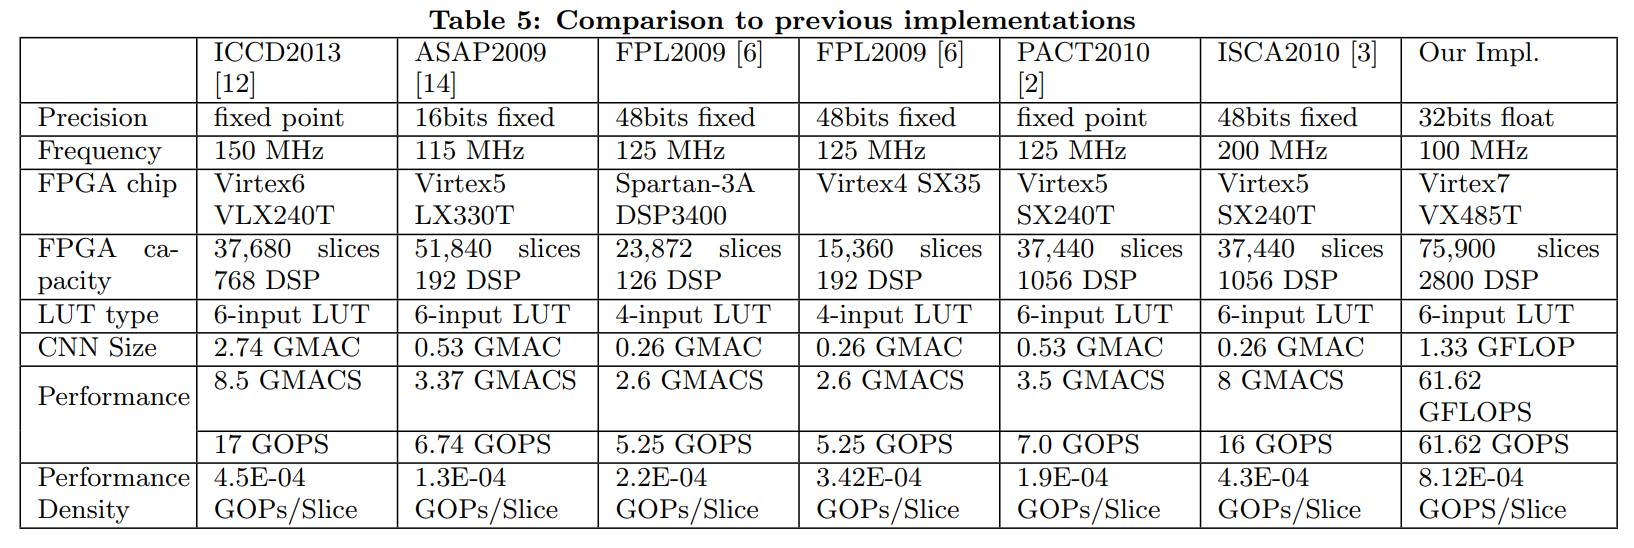 Table 5: Comparison to previous implementations
ICCD2013 [12] ASAP2009 [14] FPL2009 [6] FPL2009 [6] PACT2010 [2] ISCA2010 [3] Our Impl.
Precision fixed point 16bits fixed 48bits fixed 48bits fixed fixed point 48bits fixed 32bits float
Frequency 150 MHz 115 MHz 125 MHz 125 MHz 125 MHz 200 MHz 100 MHz
FPGA chip Virtex6 VLX240T Virtex5 LX330T Spartan-3A DSP3400 Virtex4 SX35 Virtex5 SX240T Virtex5 SX240T Virtex7 VX485T
FPGA ca-pacity 37,680 slices 768 DSP 51,840 slices 192 DSP 23,872 slices 126 DSP 15,360 slices 192 DSP 37,440 slices 1056 DSP 37,440 slices 1056 DSP 75,900 slices 2800 DSP
LUT type 6-input LUT 6-input LUT 4-input LUT 4-input LUT 6-input LUT 6-input LUT 6-input LUT
CNN Size 2.74 GMAC 0.53 GMAC 0.26 GMAC 0.26 GMAC 0.53 GMAC 0.26 GMAC 1.33 GFLOP
Performance 8.5 GMACS 3.37 GMACS 2.6 GMACS 2.6 GMACS 3.5 GMACS 8 GMACS 61.62 GFLOPS
17 GOPS 6.74 GOPS 5.25 GOPS 5.25 GOPS 7.0 GOPS 16 GOPS 61.62 GOPS
Performance Density 4.5E-04 GOPs/Slice 1.3E-04 GOPs/Slice 2.2E-04 GOPs/Slice 3.42E-04 GOPs/Slice 1.9E-04 GOPs/Slice 4.3E-04 GOPs/Slice 8.12E-04 GOPS/Slice